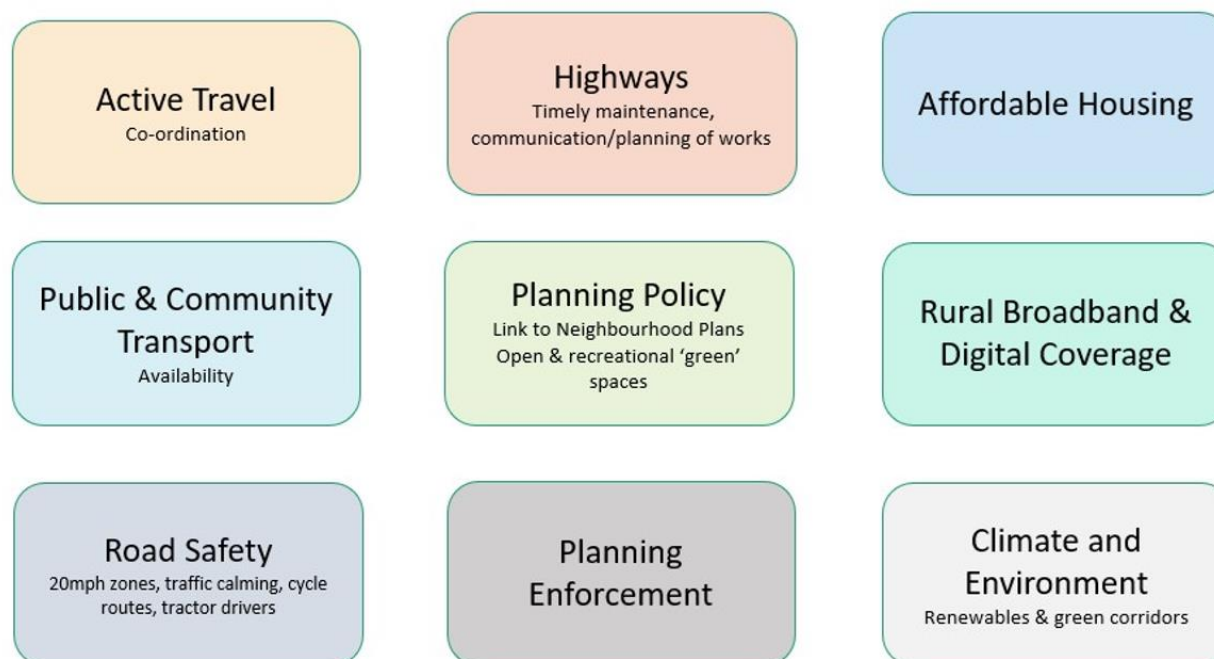 Active Travel
Co-ordination
Highways
Timely maintenance,
communication/planning of works
Affordable Housing
Public & Community
Transport
Availability
Planning Policy
Link to Neighbourhood Plans
Open & recreational ‘green’
spaces
Rural Broadband &
Digital Coverage
Road Safety
20mph zones, traffic calming, cycle
routes, tractor drivers
Planning
Enforcement
Climate and
Environment
Renewables & green corridors